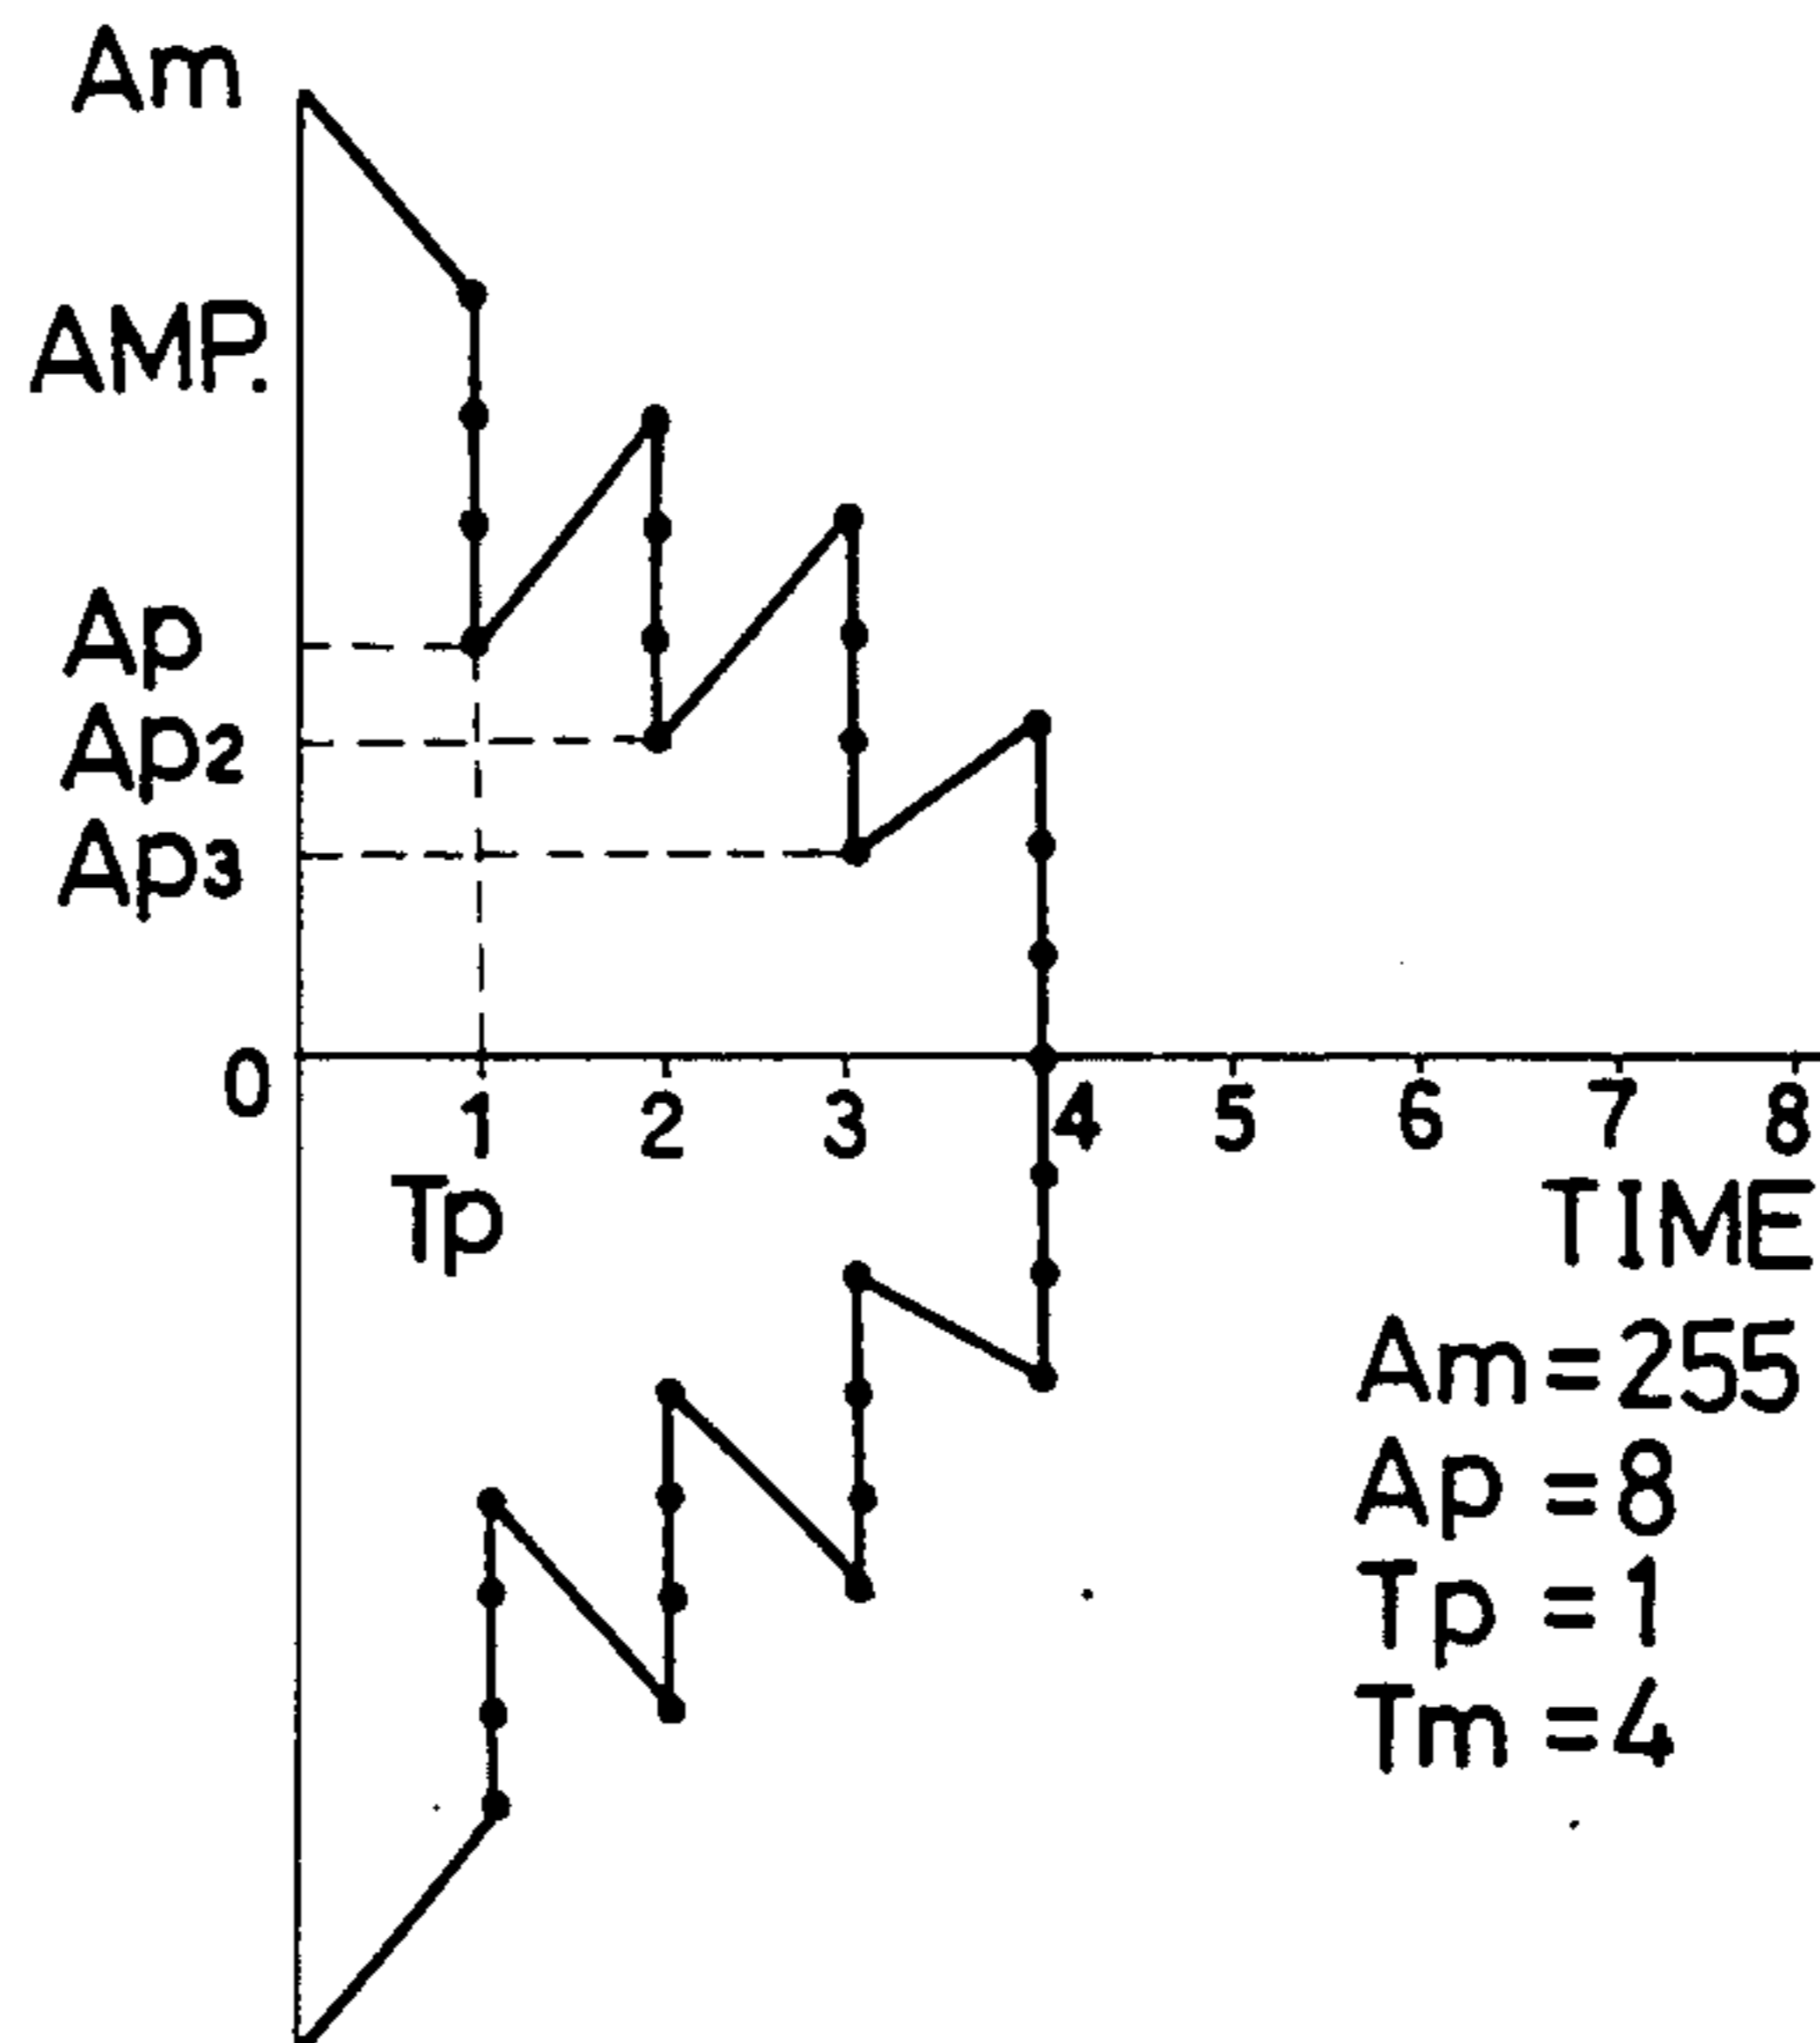 Am
AMP.
Ap
Ap2
Ap3
0 1 2 3 4 5 6 7 8
Tp
TIME
Am=255
Ap=8
Tp=1
Tm=4